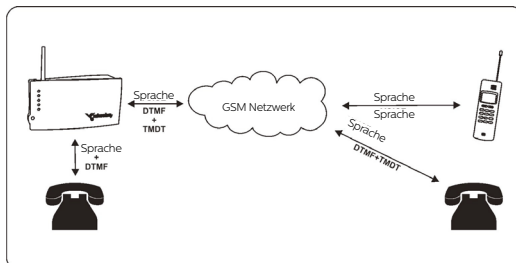 Sprache
DTMF
+
TMDT
GSM Netzwerk
Sprache
Sprache
Sprache
DTMF+TMDT
Sprache
+
DTMF